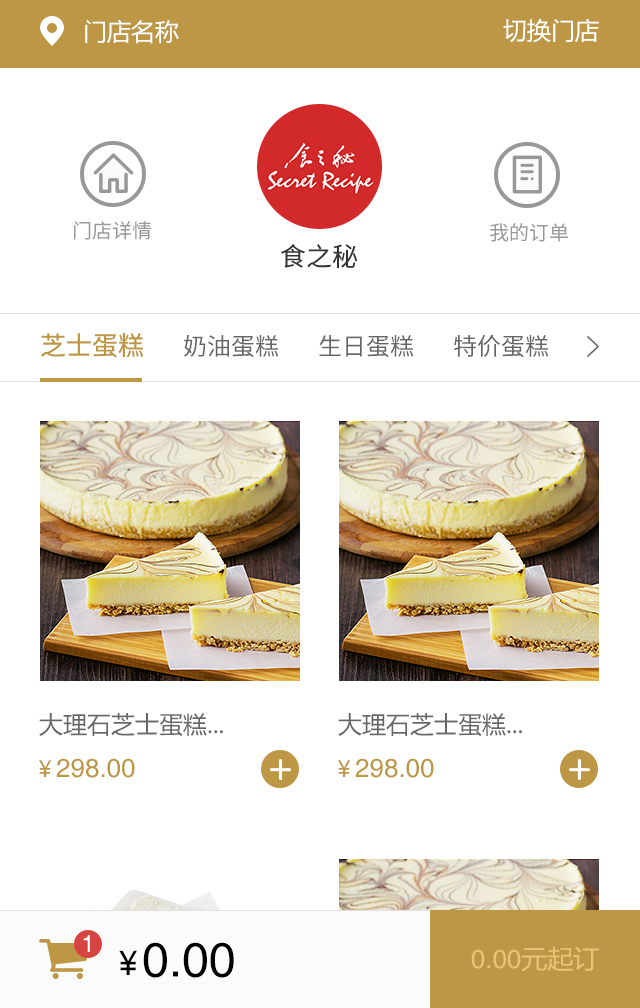 门店名称
切换门店
食之秘
Secret Recipe
门店详情
食之秘
我的订单
芝士蛋糕 奶油蛋糕 生日蛋糕 特价蛋糕
大理石芝士蛋糕...
大理石芝士蛋糕...
¥ 298.00
¥ 298.00
1
¥ 0.00
0.00元起订